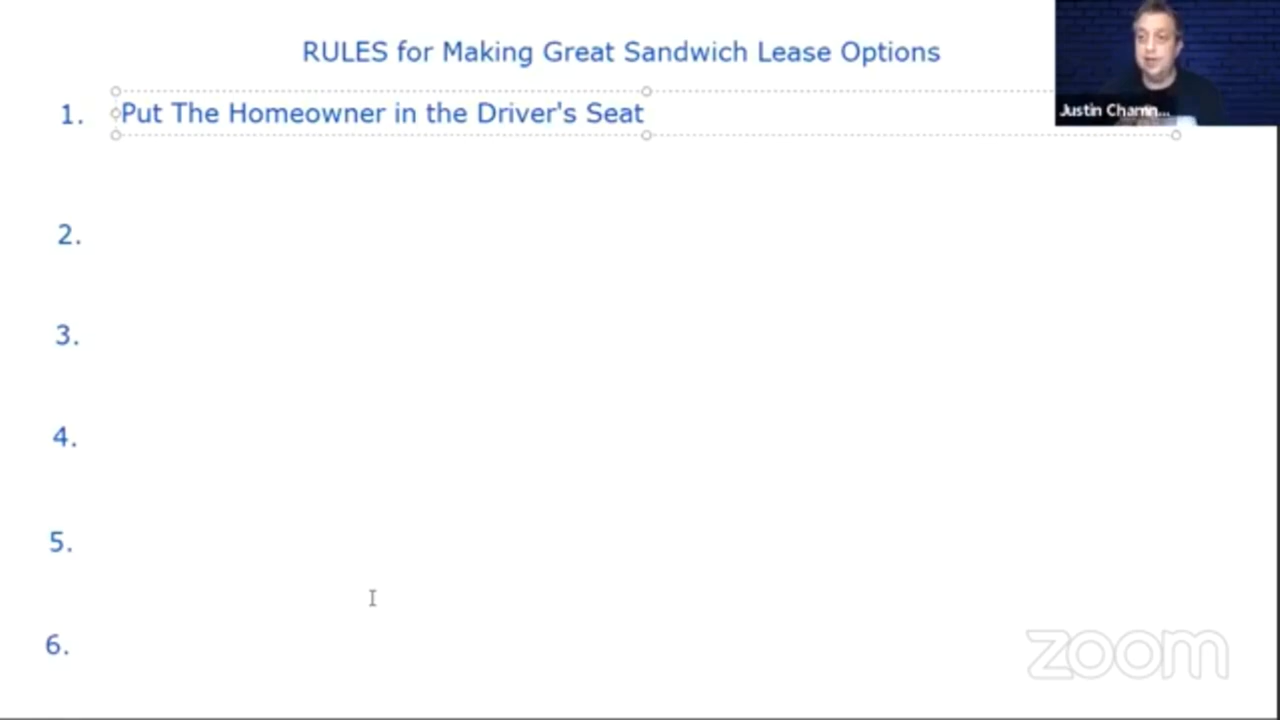 RULES for Making Great Sandwich Lease Options
1. Put The Homeowner in the Driver's Seat
2.
3.
4.
5.
6.
Justin
zoom